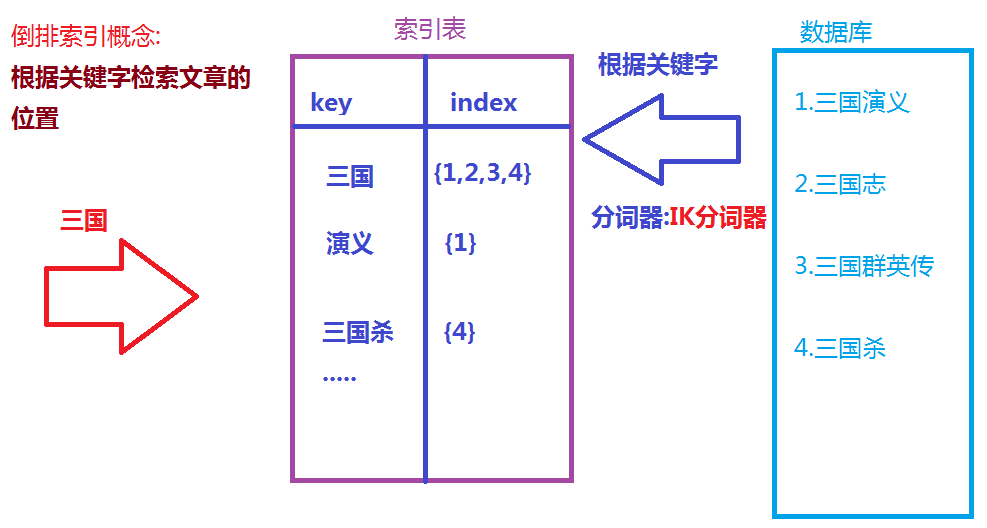 倒排索引概念:
根据关键字检索文章的
位置
三国
索引表
key index
三国 {1,2,3,4}
演义 {1}
三国杀 {4}
.....
根据关键字
分词器:IK分词器
数据库
1.三国演义
2.三国志
3.三国群英传
4.三国杀